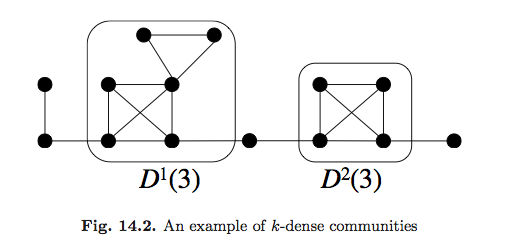 D¹(3) D²(3)
Fig. 14.2. An example of k-dense communities